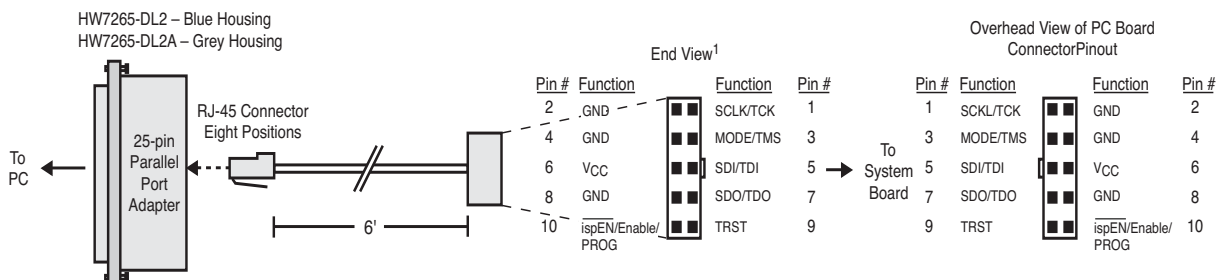 HW7265-DL2 – Blue Housing
HW7265-DL2A – Grey Housing
To
PC
25-pin
Parallel
Port
Adapter
RJ-45 Connector
Eight Positions
6'
End View1
Pin # Function Function Pin #
2 GND SCLK/TCK 1
4 GND MODE/TMS 3
6 VCC SDI/TDI 5
8 GND SDO/TDO 7
10 ispEN/Enable/ TRST 9
PROG
To
System
Board
Overhead View of PC Board
ConnectorPinout
Pin # Function Function Pin #
1 SCKL/TCK GND 2
3 MODE/TMS GND 4
5 SDI/TDI VCC 6
7 SDO/TDO GND 8
9 TRST ispEN/Enable/ 10
PROG